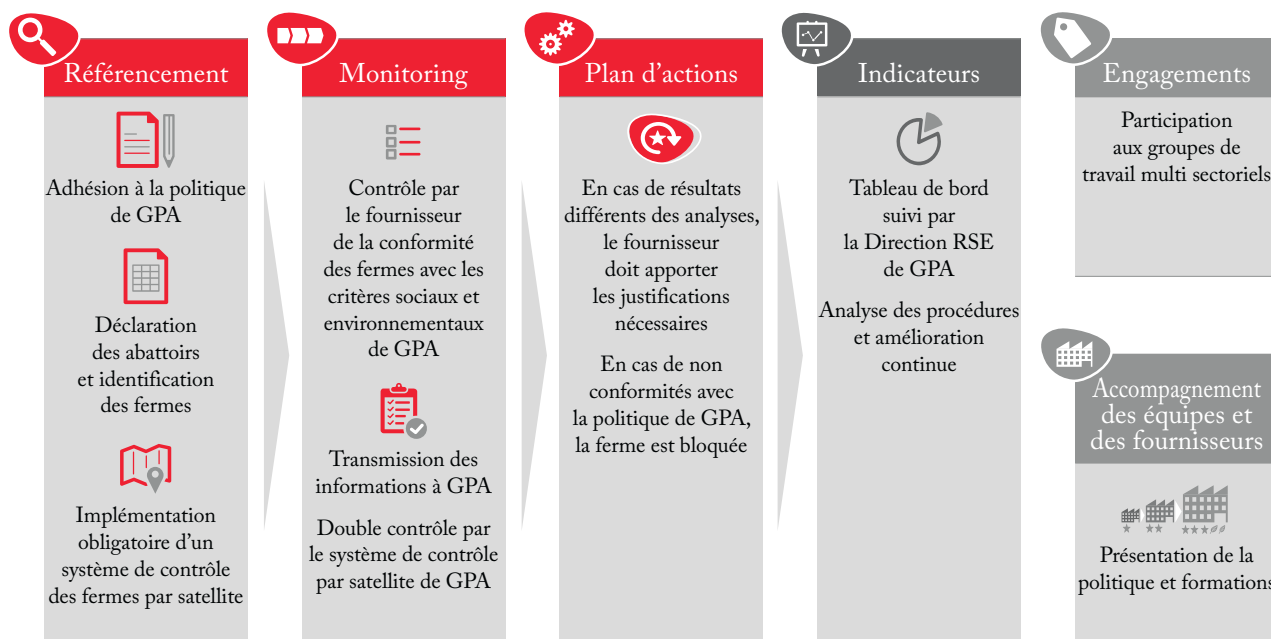 Référencement
Adhésion à la politique
de GPA
Déclaration
des abattoirs
et identification
des fermes
Implémentation
obligatoire d’un
système de contrôle
des fermes par satellite
Monitoring
Contrôle par
le fournisseur
de la conformité
des fermes avec les
critères sociaux et
environnementaux
de GPA
Transmission des
informations à GPA
Double contrôle par
le système de contrôle
par satellite de GPA
Plan d’actions
En cas de résultats
différents des analyses,
le fournisseur
doit apporter
les justifications
nécessaires
En cas de non
conformités avec
la politique de GPA,
la ferme est bloquée
Indicateurs
Tableau de bord
suivi par
la Direction RSE
de GPA
Analyse des procédures
et amélioration
continue
Engagements
Participation
aux groupes de
travail multi sectoriels
Accompagnement
des équipes et
des fournisseurs
Présentation de la
politique et formations